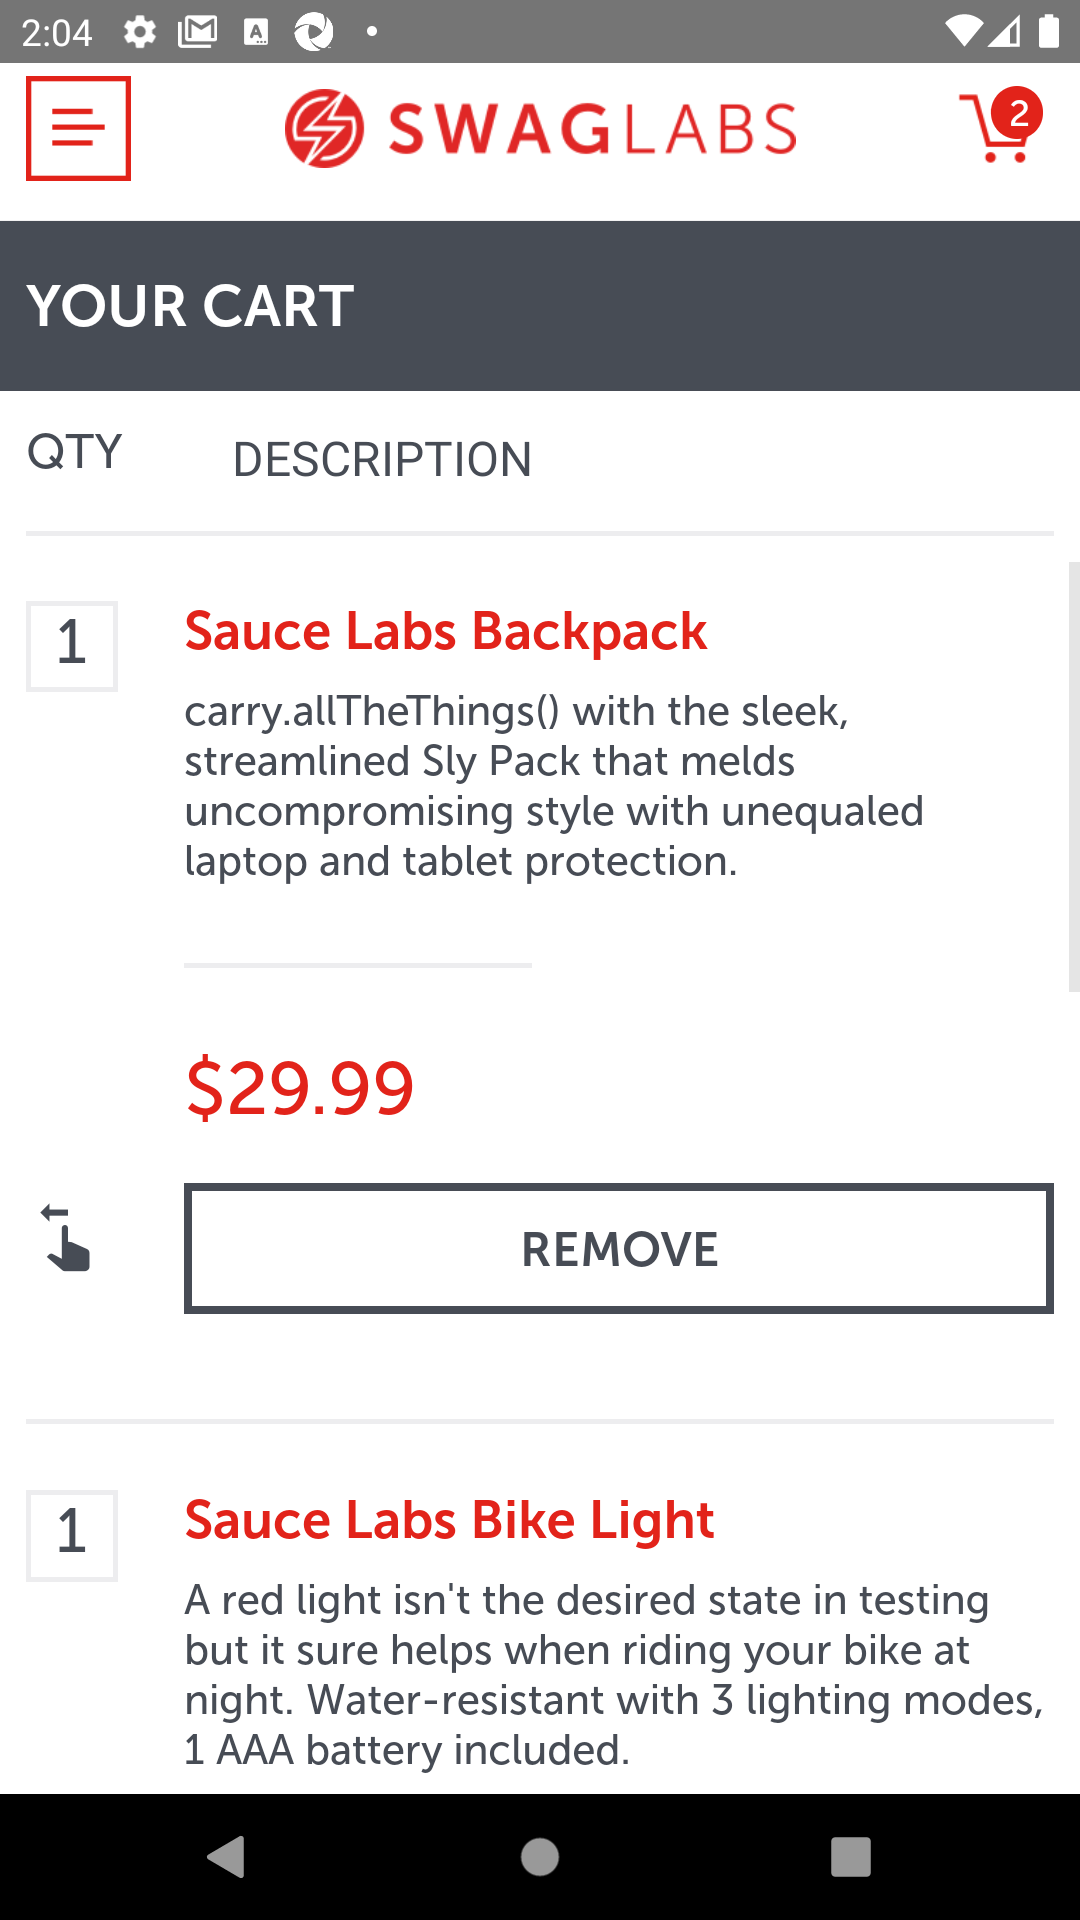 2:04
SWAGLABS
2
YOUR CART
QTY
DESCRIPTION
1
Sauce Labs Backpack
carry.allTheThings() with the sleek,
streamlined Sly Pack that melds
uncompromising style with unequaled
laptop and tablet protection.
$29.99
REMOVE
1
Sauce Labs Bike Light
A red light isn't the desired state in testing
but it sure helps when riding your bike at
night. Water-resistant with 3 lighting modes,
1 AAA battery included.